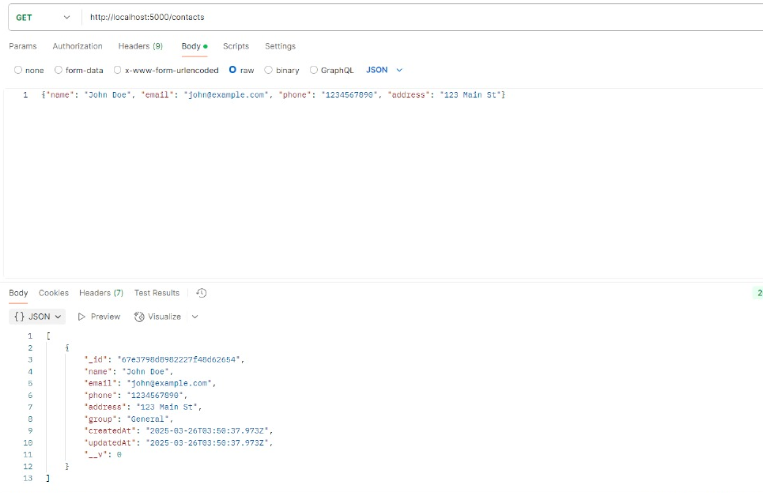 GET http://localhost:5000/contacts
Params Authorization Headers (9) Body Scripts Settings
none form-data x-www-form-urlencoded raw binary GraphQL JSON
1 {"name": "John Doe", "email": "john@example.com", "phone": "1234567890", "address": "123 Main St"}
Body Cookies Headers (7) Test Results 2
{} JSON Preview Visualize
1 [
2 {
3 "_id": 
4 "name": "John Doe",
5 "email": "john@example.com",
6 "phone": "1234567890",
7 "address": "123 Main St",
8 "group": "General",
9 "createdAt": "2025-03-26T03:50:37.973Z",
10 "updatedAt": "2025-03-26T03:50:37.973Z",
11 "__v": 0
12 }
13 ]